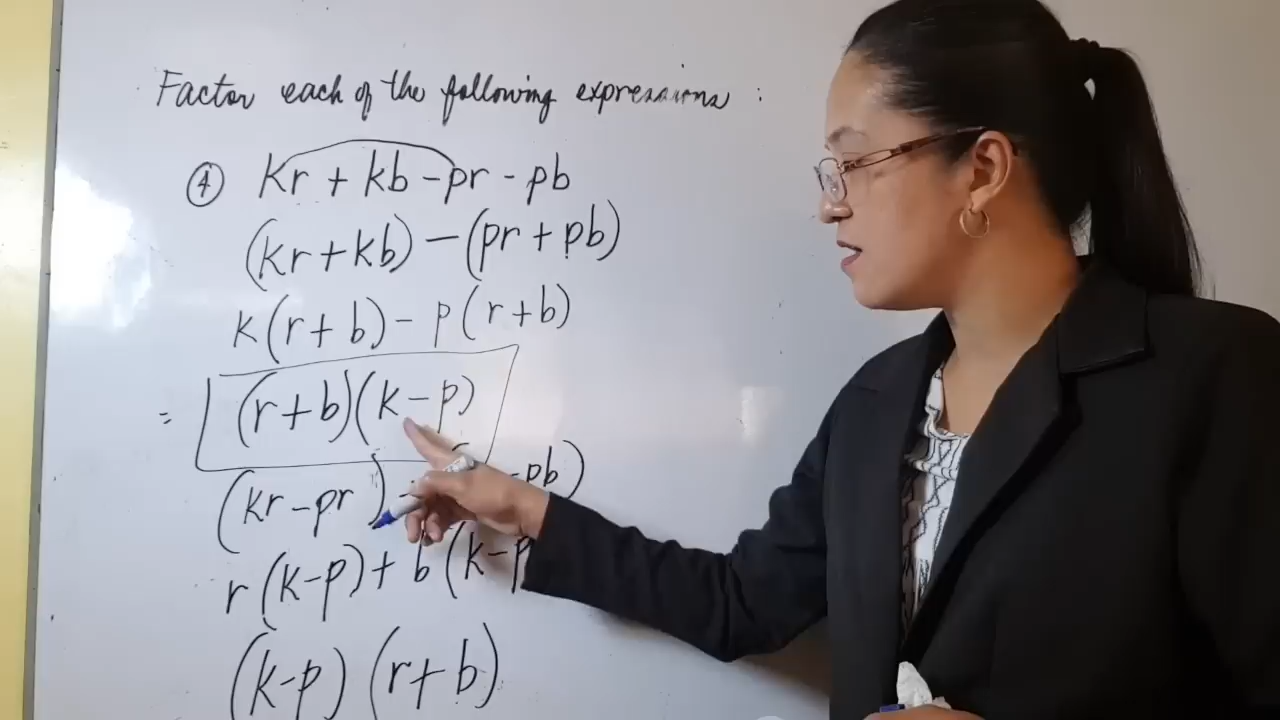 Factor each of the following expressions :
④ Kr + kb - pr - pb
(kr + kb) - (pr + pb)
k(r + b) - p(r + b)
= (r + b)(k - p)
(kr - pr) - pb)
r(k - p) + b(k - p
(k - p) (r + b)